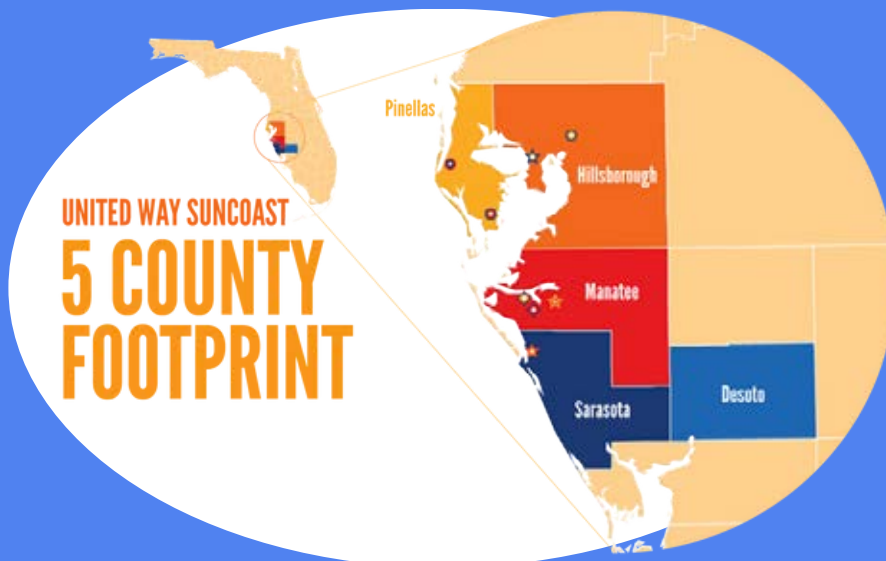 UNITED WAY SUNCOAST
5 COUNTY
FOOTPRINT
Pinellas
Hillsborough
Manatee
Sarasota
Desoto